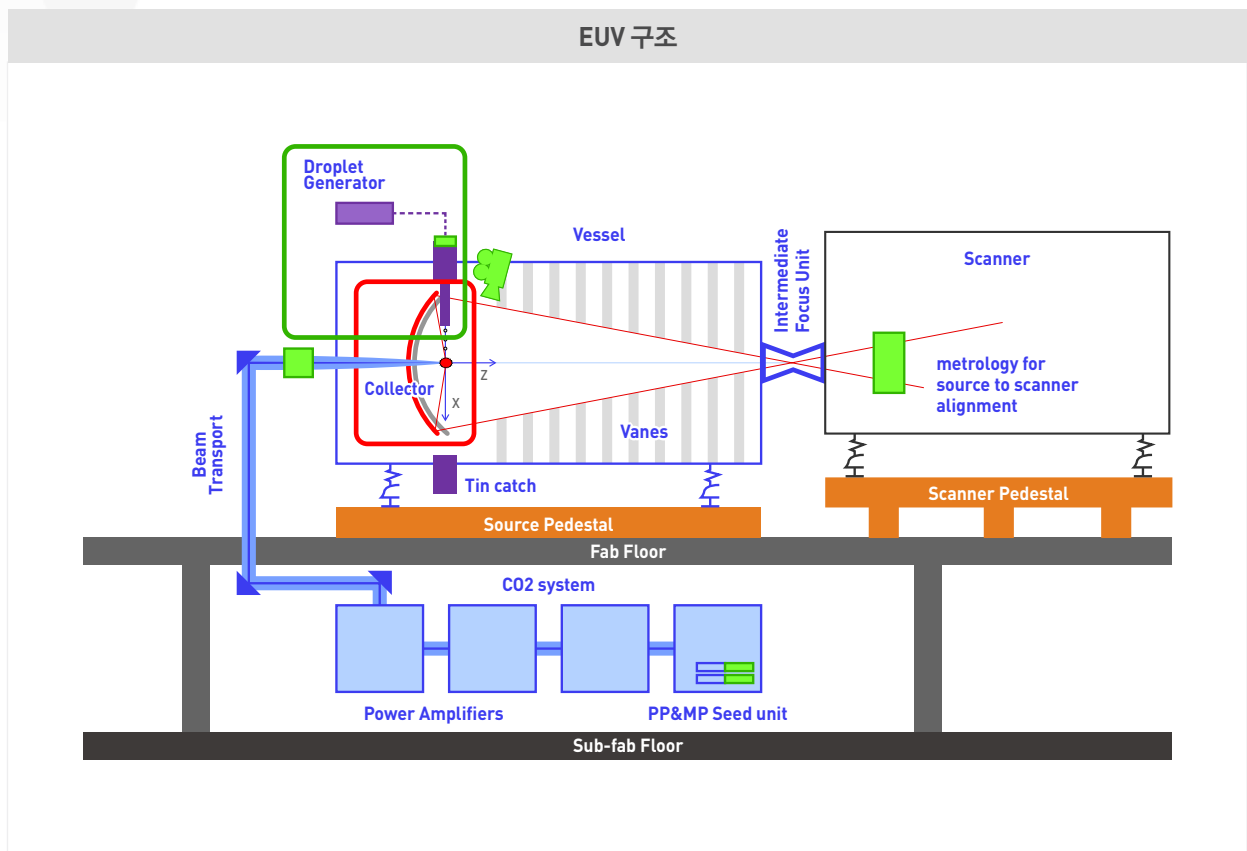 EUV 구조
Droplet
Generator
Vessel
Intermediate
Focus Unit
Scanner
Z
Collector
X
metrology for
source to scanner
alignment
Vanes
Beam
Transport
Tin catch
Scanner Pedestal
Source Pedestal
Fab Floor
CO2 system
Power Amplifiers
PP&MP Seed unit
Sub-fab Floor